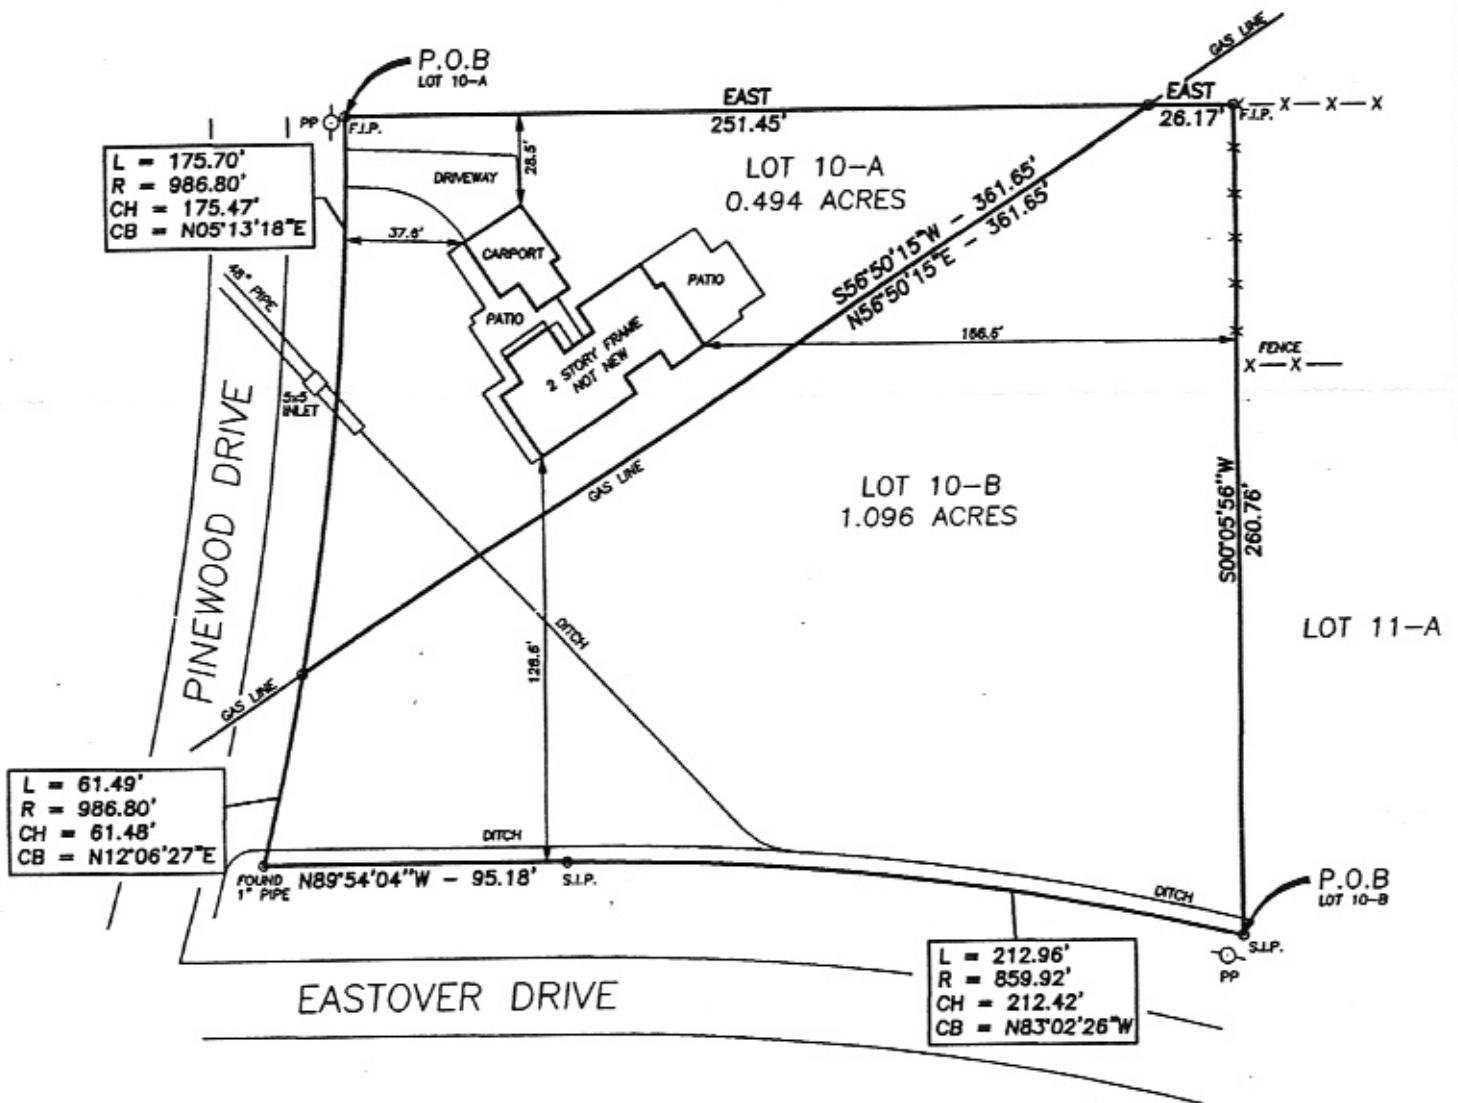 GAS LINE
P.O.B
LOT 10-A
EAST
251.45'
EAST
26.17'
X — X — X — X
PP
F.I.P.
F.I.P.
L = 175.70'
R = 986.80'
CH = 175.47'
CB = N05°13'18"E
DRIVEWAY
28.5'
LOT 10-A
0.494 ACRES
37.6'
CARPORT
S56°50'15"W - 361.65'
N56°50'15"E - 361.65'
48" PIPE
PATIO
PATIO
2 STORY FRAME
NOT NEW
166.6'
FENCE
X — X —
5x5
INLET
PINEWOOD DRIVE
GAS LINE
LOT 10-B
1.096 ACRES
S00°05'56"W
260.76'
DITCH
LOT 11-A
126.6'
GAS LINE
L = 61.49'
R = 986.80'
CH = 61.48'
CB = N12°06'27"E
DITCH
FOUND
1" PIPE
N89°54'04"W - 95.18'
S.I.P.
DITCH
P.O.B
LOT 10-B
S.I.P.
PP
L = 212.96'
R = 859.92'
CH = 212.42'
CB = N83°02'26"W
EASTOVER DRIVE